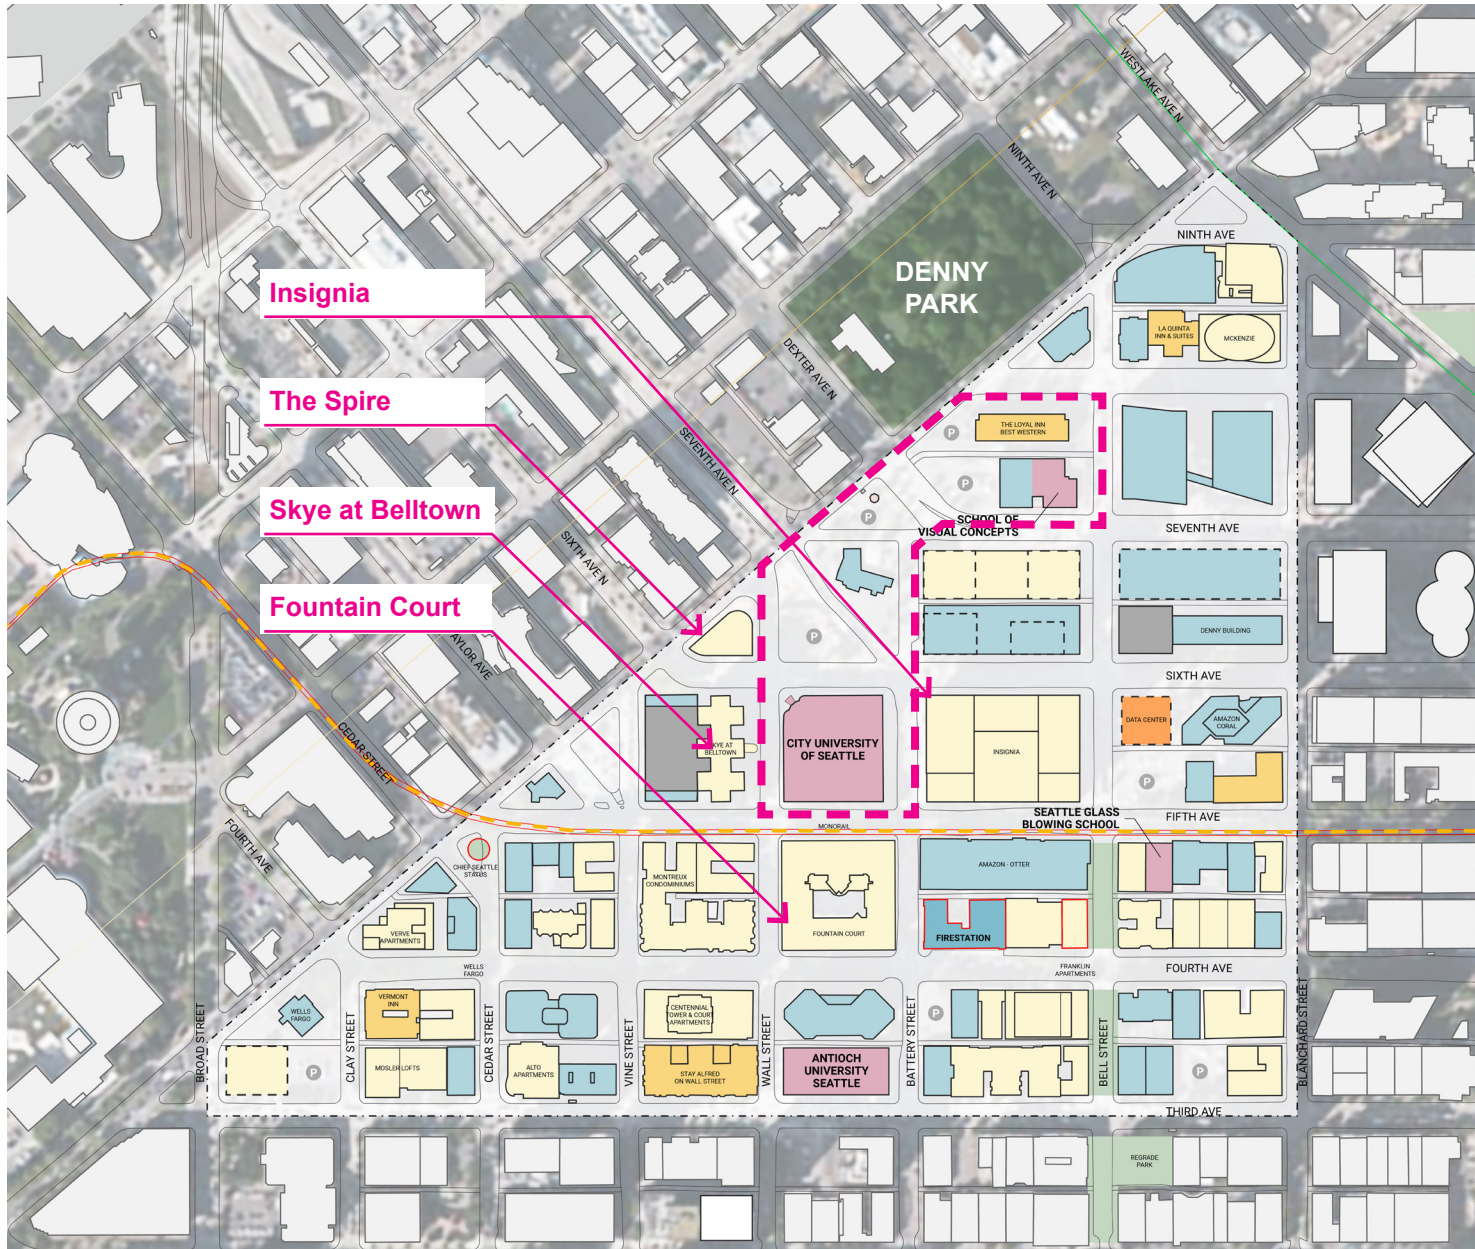 WESTLAKE AVE N
NINTH AVE N
NINTH AVE
DENNY
PARK
Insignia
LA QUINTA
INN & SUITES
MCKENZIE
DEXTER AVE N
The Spire
THE LOYAL INN
BEST WESTERN
P
SEVENTH AVE N
P
Skye at Belltown
P
SCHOOL OF
VISUAL CONCEPTS
SEVENTH AVE
SIXTH AVE N
Fountain Court
P
DENNY BUILDING
AYLOR AVE
SIXTH AVE
CEDAR STREET
DATA CENTER
AMAZON
CORAL
SKYE AT
BELLTOWN
CITY UNIVERSITY
OF SEATTLE
INSIGNIA
P
SEATTLE GLASS
BLOWING SCHOOL
FIFTH AVE
MONORAIL
FOURTH AVE
CHIEF SEATTLE
STATUS
MONTREUX
CONDOMINIUMS
AMAZON - OTTER
VERVE
APARTMENTS
FOUNTAIN COURT
FIRESTATION
WELLS
FARGO
FRANKLIN
APARTMENTS
FOURTH AVE
VERMONT
INN
WELLS
FARGO
CENTENNIAL
TOWER & COURT
APARTMENTS
P
BROAD STREET
CLAY STREET
CEDAR STREET
VINE STREET
WALL STREET
BATTERY STREET
BELL STREET
BLANCHARD STREET
P
MOSLER LOFTS
ALTO
APARTMENTS
STAY ALFRED
ON WALL STREET
ANTIOCH
UNIVERSITY
SEATTLE
P
THIRD AVE
REGRADE
PARK